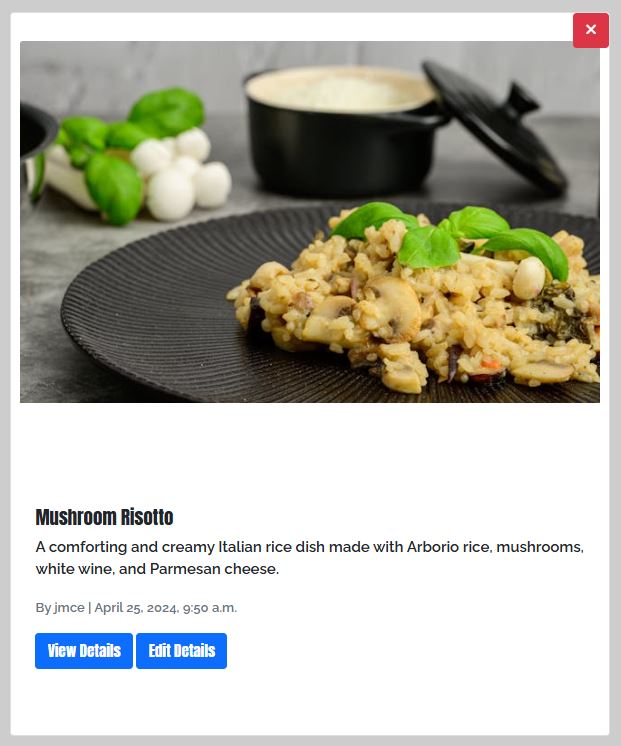 ×
Mushroom Risotto
A comforting and creamy Italian rice dish made with Arborio rice, mushrooms,
white wine, and Parmesan cheese.
By jmce | April 25, 2024, 9:50 a.m.
View Details Edit Details